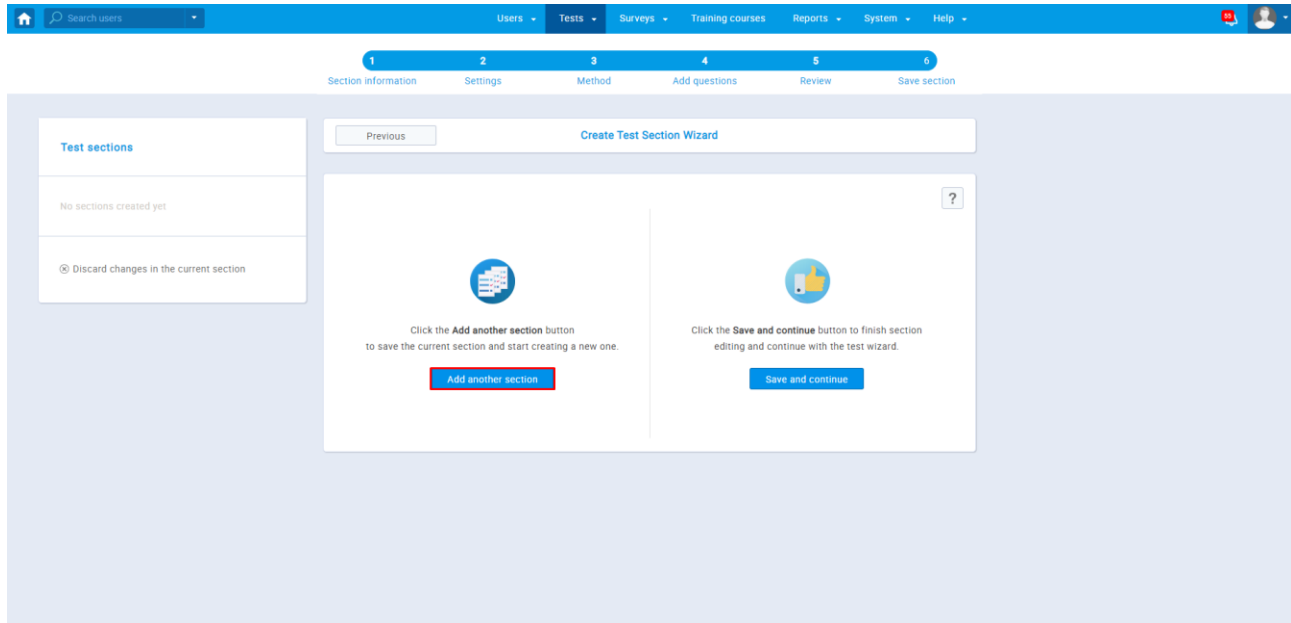 Search users
Users Tests Surveys Training courses Reports System Help
55
1 2 3 4 5 6
Section information Settings Method Add questions Review Save section
Test sections
No sections created yet
Discard changes in the current section
Previous
Create Test Section Wizard
?
Click the Add another section button
to save the current section and start creating a new one.
Add another section
Click the Save and continue button to finish section
editing and continue with the test wizard.
Save and continue